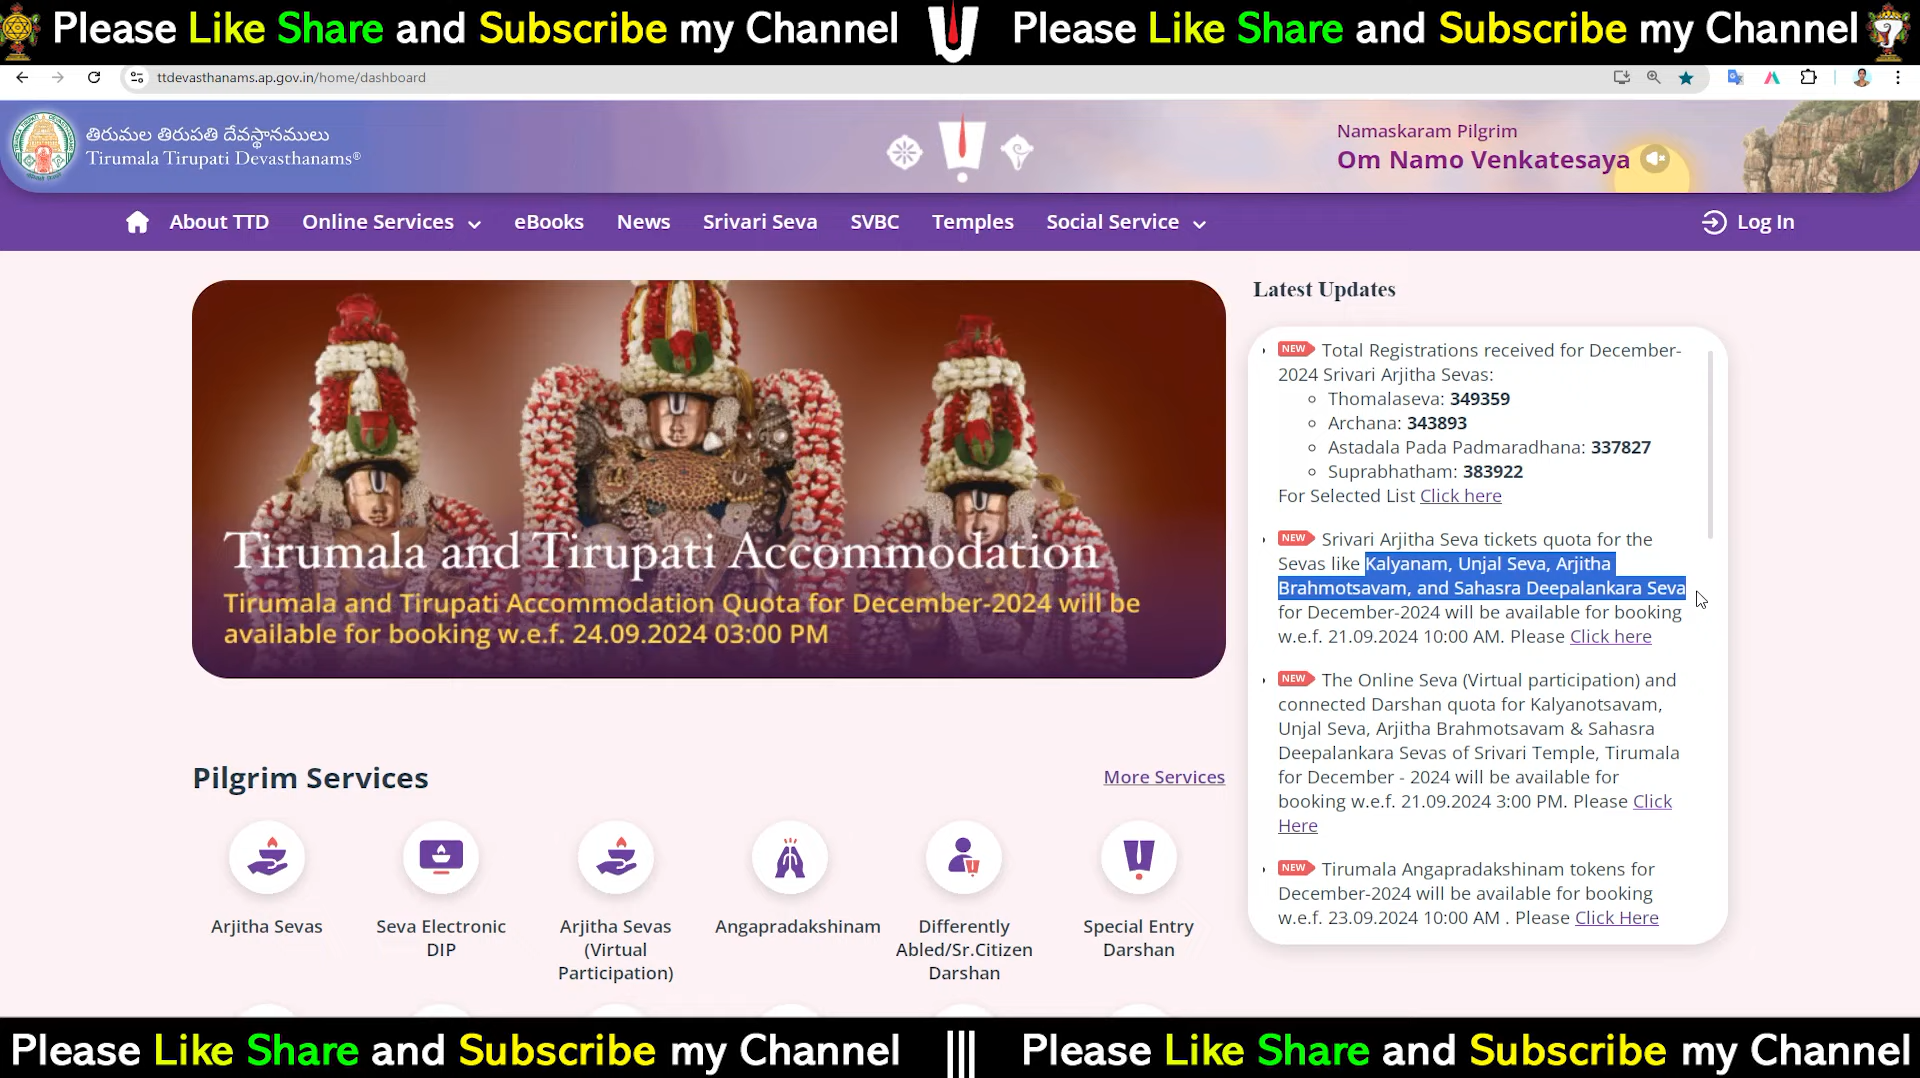 Please Like Share and Subscribe my Channel
Please Like Share and Subscribe my Channel
ttdevasthanams.ap.gov.in/home/dashboard
తిరుమల తిరుపతి దేవస్థానములు
Tirumala Tirupati Devasthanams®
Namaskaram Pilgrim
Om Namo Venkatesaya
About TTD
Online Services
eBooks
News
Srivari Seva
SVBC
Temples
Social Service
Log In
Tirumala and Tirupati Accommodation
Tirumala and Tirupati Accommodation Quota for December-2024 will be
available for booking w.e.f. 24.09.2024 03:00 PM
Latest Updates
NEW Total Registrations received for December-
2024 Srivari Arjitha Sevas:
Thomalaseva: 349359
Archana: 343893
Astadala Pada Padmaradhana: 337827
Suprabhatham: 383922
For Selected List Click here
NEW Srivari Arjitha Seva tickets quota for the
Sevas like Kalyanam, Unjal Seva, Arjitha
Brahmotsavam, and Sahasra Deepalankara Seva
for December-2024 will be available for booking
w.e.f. 21.09.2024 10:00 AM. Please Click here
NEW The Online Seva (Virtual participation) and
connected Darshan quota for Kalyanotsavam,
Unjal Seva, Arjitha Brahmotsavam & Sahasra
Deepalankara Sevas of Srivari Temple, Tirumala
for December - 2024 will be available for
booking w.e.f. 21.09.2024 3:00 PM. Please Click
Here
NEW Tirumala Angapradakshinam tokens for
December-2024 will be available for booking
w.e.f. 23.09.2024 10:00 AM . Please Click Here
Pilgrim Services
More Services
Arjitha Sevas
Seva Electronic
DIP
Arjitha Sevas
(Virtual
Participation)
Angapradakshinam
Differently
Abled/Sr.Citizen
Darshan
Special Entry
Darshan
Please Like Share and Subscribe my Channel
|||
Please Like Share and Subscribe my Channel